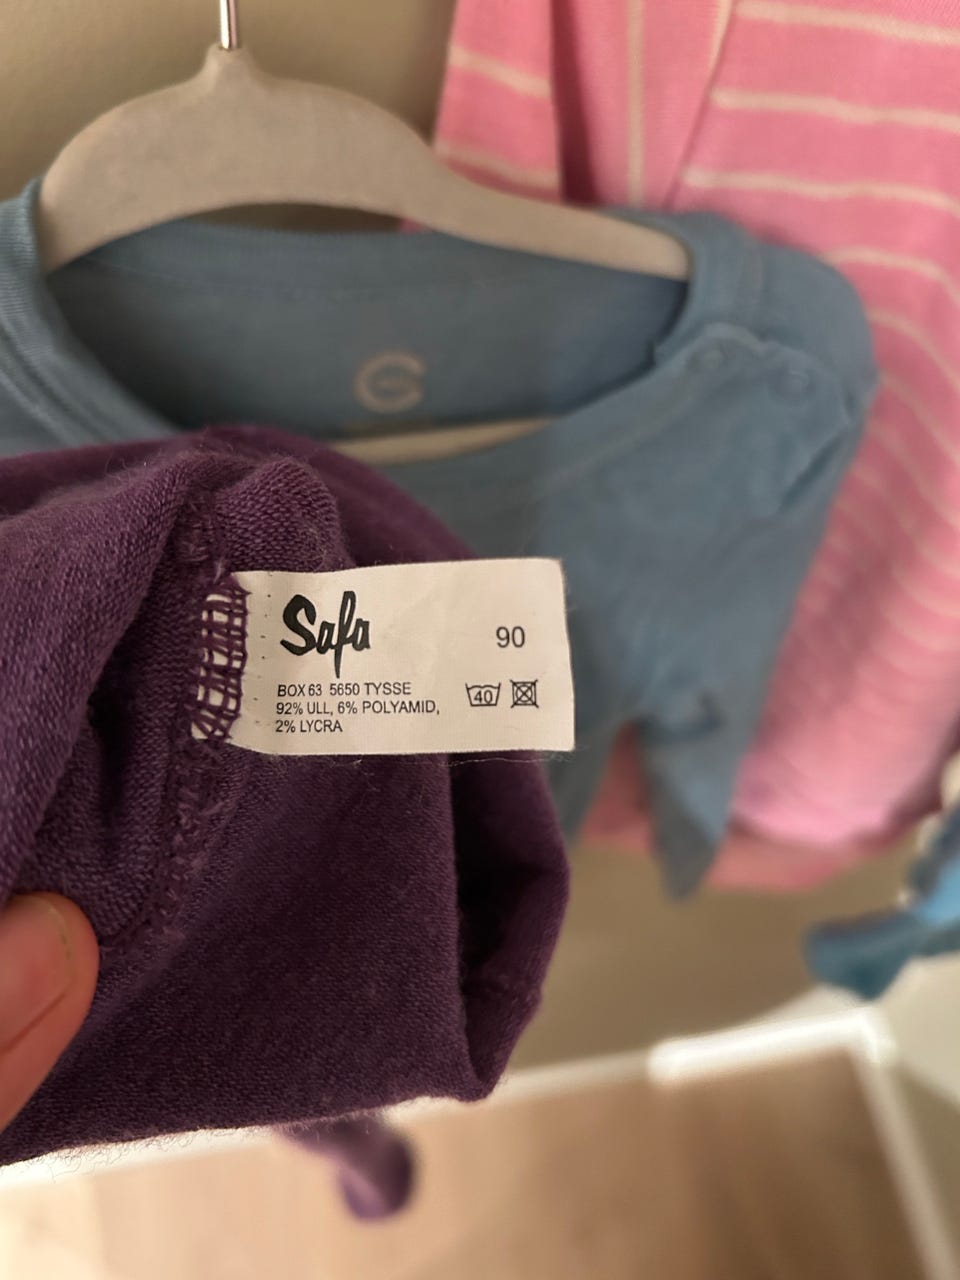 Safa
90
BOX 63 5650 TYSSE
92% ULL, 6% POLYAMID,
2% LYCRA
40